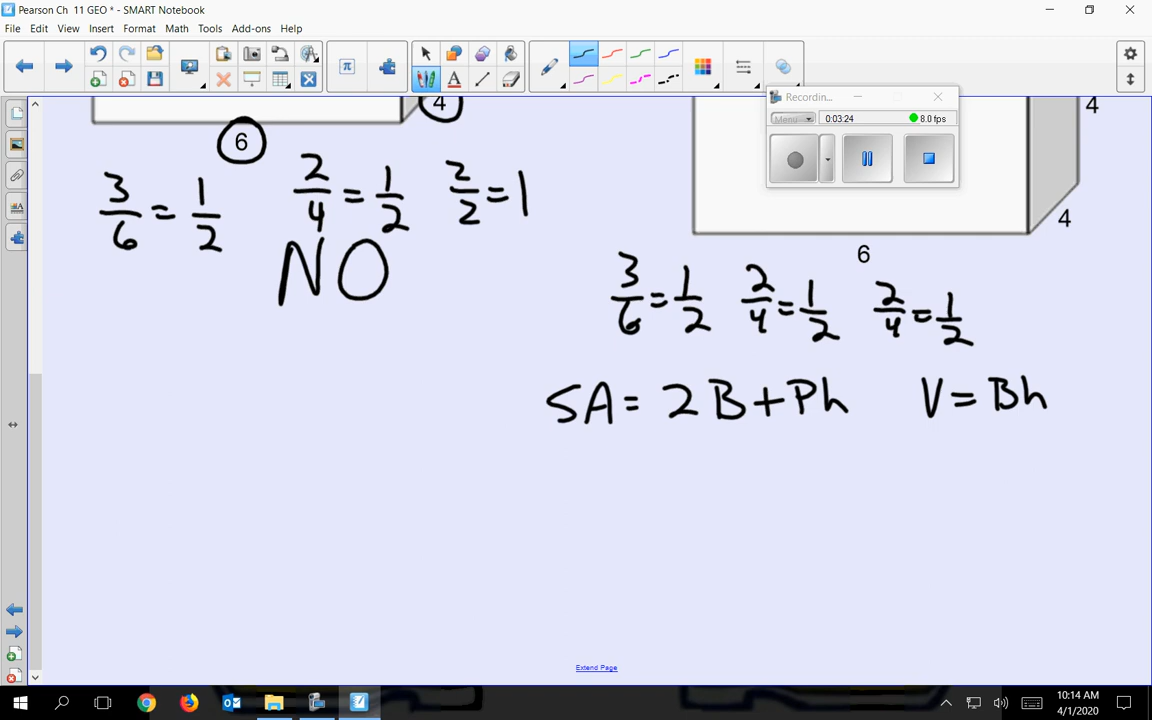 Pearson Ch 11 GEO * - SMART Notebook
File Edit View Insert Format Math Tools Add-ons Help
Recordin...
Menu 0:03:24 8.0 fps
4 4
6 4
3/6 = 1/2 2/4 = 1/2 2/2 = 1
6
NO
3/6 = 1/2 2/4 = 1/2 2/4 = 1/2
SA = 2B + Ph V = Bh
Extend Page
10:14 AM
4/1/2020